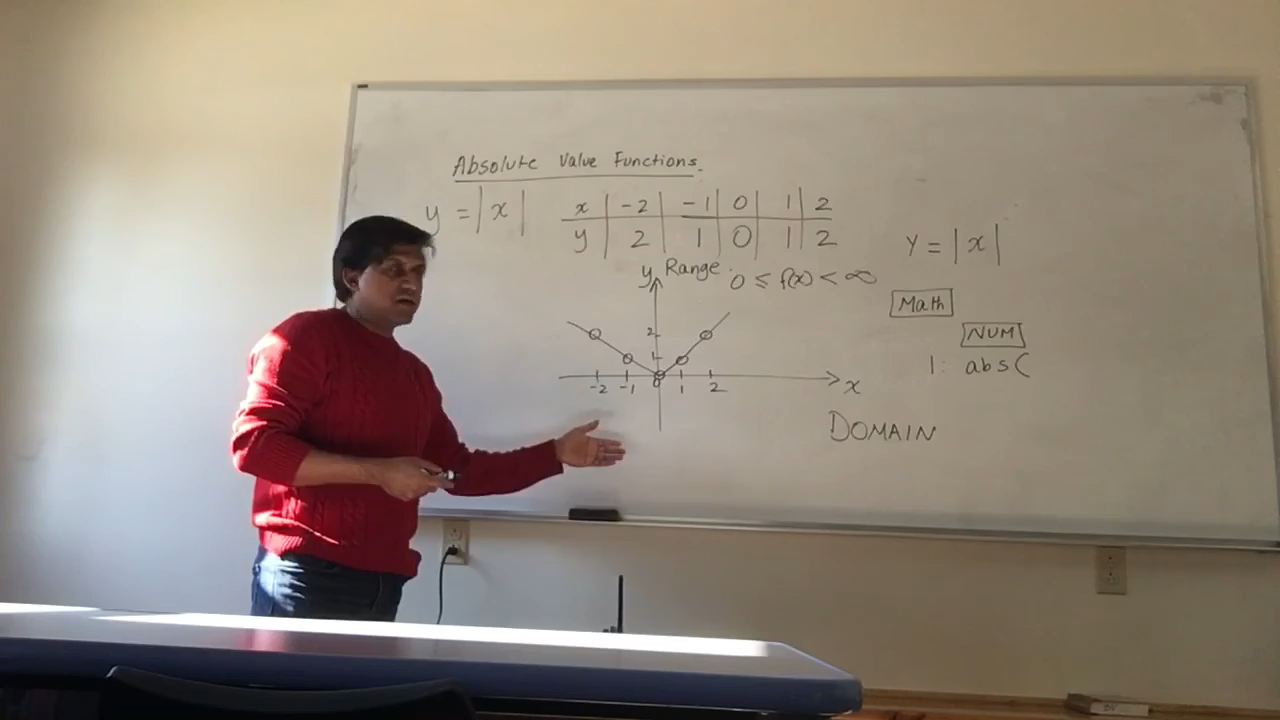 Absolute Value Functions.
y = |x|
x | -2 | -1 | 0 | 1 | 2
y | 2 | 1 | 0 | 1 | 2
y Range. 0 ≤ f(x) < ∞
2
1
-2 -1 0 1 2 x
y = |x|
Math
NUM
1: abs(
DOMAIN